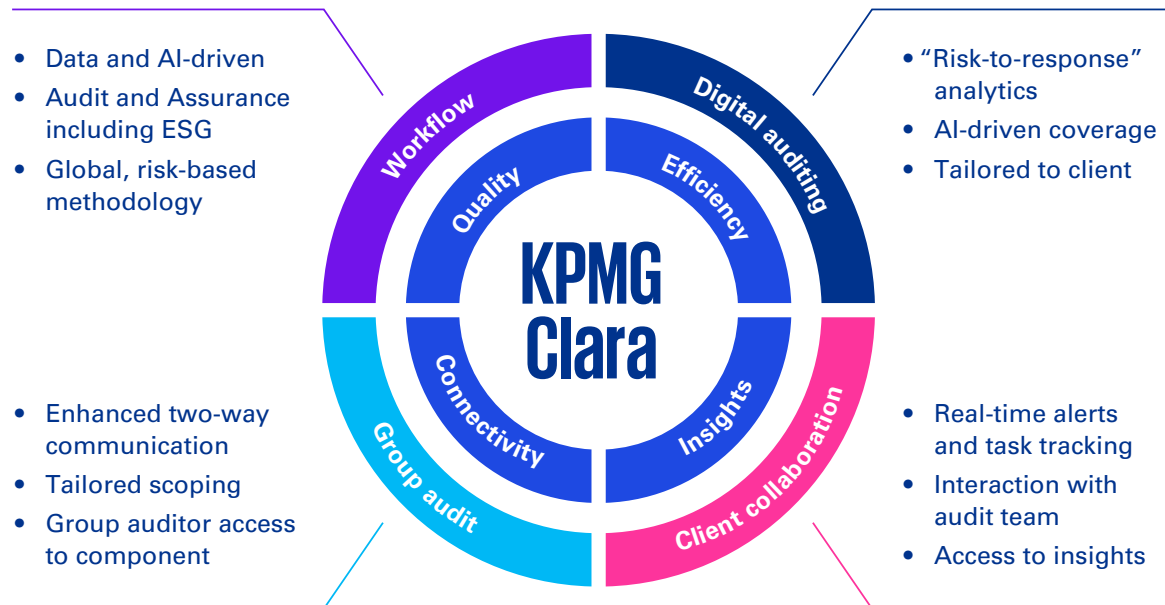 • Data and AI-driven
• Audit and Assurance
including ESG
• Global, risk-based
methodology
Workflow
Digital auditing
• “Risk-to-response”
analytics
• AI-driven coverage
• Tailored to client
Quality
Efficiency
KPMG
Clara
Connectivity
Insights
• Enhanced two-way
communication
• Tailored scoping
• Group auditor access
to component
Group audit
Client collaboration
• Real-time alerts
and task tracking
• Interaction with
audit team
• Access to insights